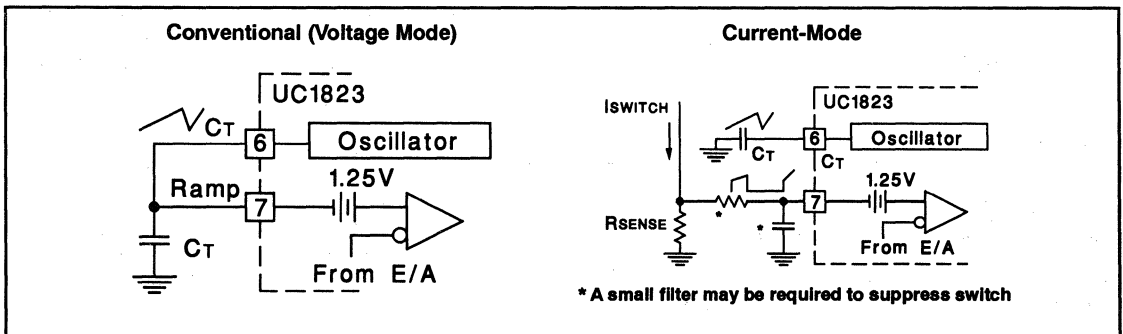 Conventional (Voltage Mode)
UC1823
CT
6
Oscillator
Ramp
7
1.25V
CT
From E/A
Current-Mode
UC1823
ISWITCH
6
Oscillator
CT
CT
1.25V
7
RSENSE
*
*
From E/A
* A small filter may be required to suppress switch